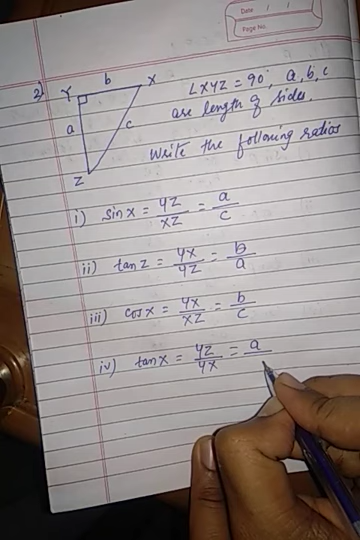 Date / /
Page No.
2)
Y b X
a c
Z
∠XYZ = 90°, a, b, c
are length of sides.
Write the following ratios
i) sin X = YZ/XZ = a/c
ii) tan Z = YX/YZ = b/a
iii) cos X = YX/XZ = b/c
iv) tan X = YZ/YX = a/